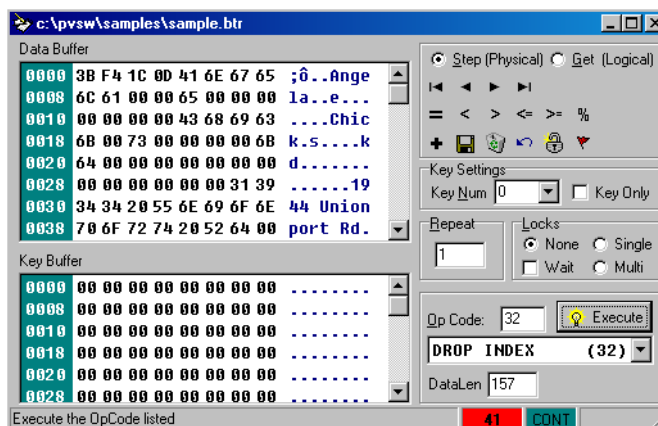 c:\pvsw\samples\sample.btr
Data Buffer
0000 3B F4 1C 0D 41 6E 67 65 ;ô..Ange
0008 6C 61 00 00 65 00 00 00 la..e...
0010 00 00 00 00 43 68 69 63 ....Chic
0018 6B 00 73 00 00 00 00 6B k.s....k
0020 64 00 00 00 00 00 00 00 d.......
0028 00 00 00 00 00 00 31 39 ......19
0030 34 34 20 55 6E 69 6F 6E 44 Union
0038 70 6F 72 74 20 52 64 00 port Rd.
Key Buffer
0000 00 00 00 00 00 00 00 00 ........
0008 00 00 00 00 00 00 00 00 ........
0010 00 00 00 00 00 00 00 00 ........
0018 00 00 00 00 00 00 00 00 ........
0020 00 00 00 00 00 00 00 00 ........
0028 00 00 00 00 00 00 00 00 ........
Step (Physical) Get (Logical)
= < > <= >= %
Key Settings
Key Num 0 Key Only
Repeat
1
Locks
None Single
Wait Multi
Op Code: 32 Execute
DROP INDEX (32)
DataLen 157
Execute the OpCode listed 41 CONT